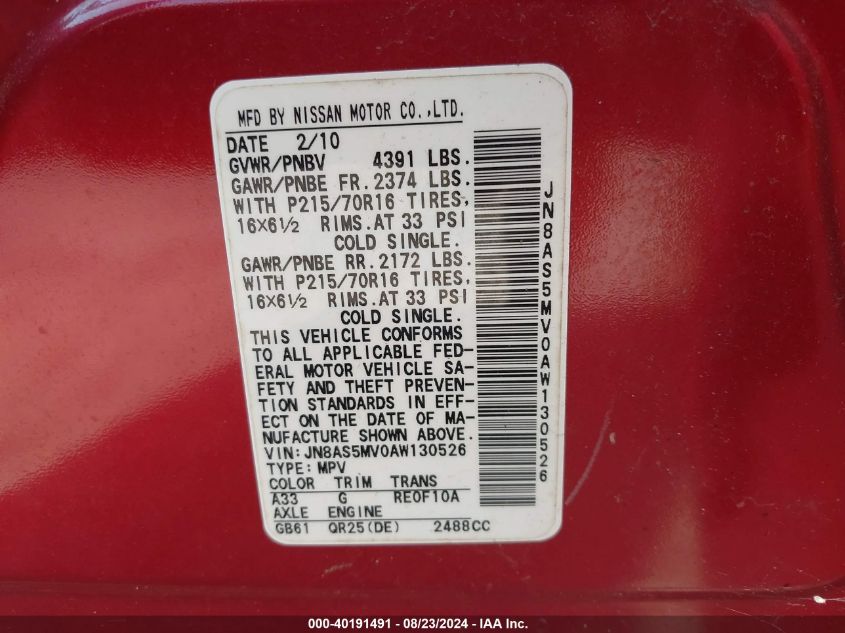 MFD BY NISSAN MOTOR CO.,LTD.
DATE 2/10
GVWR/PNBV 4391 LBS.
GAWR/PNBE FR. 2374 LBS.
WITH P215/70R16 TIRES,
16X6½ RIMS.AT 33 PSI
COLD SINGLE.
GAWR/PNBE RR. 2172 LBS.
WITH P215/70R16 TIRES,
16X6½ RIMS.AT 33 PSI
COLD SINGLE.
THIS VEHICLE CONFORMS
TO ALL APPLICABLE FED-
ERAL MOTOR VEHICLE SA-
FETY AND THEFT PREVEN-
TION STANDARDS IN EFF-
ECT ON THE DATE OF MA-
NUFACTURE SHOWN ABOVE.
VIN: JN8AS5MV0AW130526
TYPE: MPV
COLOR TRIM TRANS
A33 G RE0F10A
AXLE ENGINE
GB61 QR25(DE) 2488CC
JN8AS5MV0AW130526
000-40191491 - 08/23/2024 - IAA Inc.